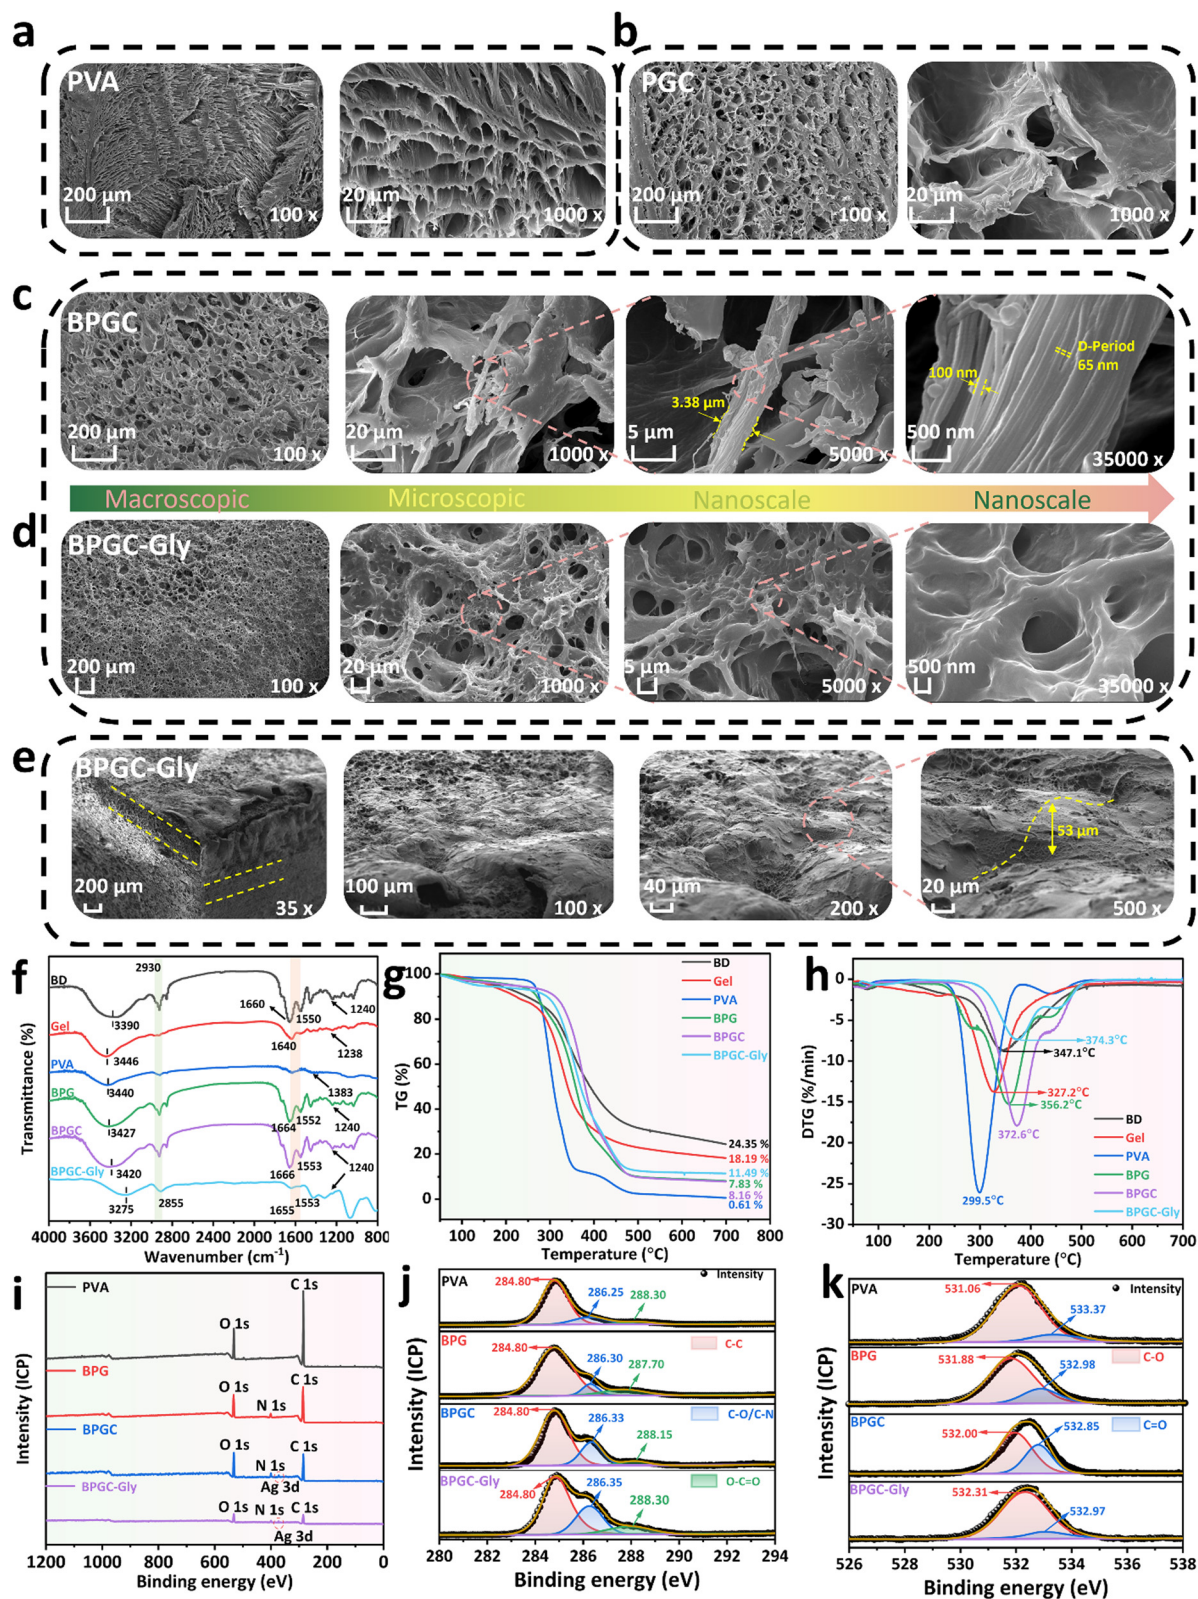 a
b
PVA
200 μm
100 x
20 μm
1000 x
PGC
200 μm
100 x
20 μm
1000 x
c
BPGC
200 μm
100 x
20 μm
1000 x
3.38 μm
5 μm
5000 x
100 nm
D-Period
65 nm
500 nm
35000 x
Macroscopic
Microscopic
Nanoscale
Nanoscale
d
BPGC-Gly
200 μm
100 x
20 μm
1000 x
5 μm
5000 x
500 nm
35000 x
e
BPGC-Gly
200 μm
35 x
100 μm
100 x
40 μm
200 x
53 μm
20 μm
500 x
f
2930
BD
1660
1550
1240
3390
Gel
3446
1640
1238
PVA
3440
1383
BPG
3427
1664
1552
1240
BPGC
3420
1666
1553
1240
BPGC-Gly
3275
2855
1655
1553
Transmittance (%)
4000 3600 3200 2800 2400 2000 1600 1200 800
Wavenumber (cm⁻¹)
g
100
80
60
40
20
0
TG (%)
BD
Gel
PVA
BPG
BPGC
BPGC-Gly
24.35 %
18.19 %
11.49 %
7.83 %
8.16 %
0.61 %
100 200 300 400 500 600 700 800
Temperature (°C)
h
0
-5
-10
-15
-20
-25
-30
DTG (%/min)
374.3°C
347.1°C
327.2°C
356.2°C
372.6°C
299.5°C
BD
Gel
PVA
BPG
BPGC
BPGC-Gly
100 200 300 400 500 600 700
Temperature (°C)
i
PVA
O 1s
C 1s
BPG
O 1s
N 1s
C 1s
BPGC
O 1s
N 1s
C 1s
Ag 3d
BPGC-Gly
O 1s
N 1s
C 1s
Ag 3d
Intensity (ICP)
1200 1000 800 600 400 200 0
Binding energy (eV)
j
PVA
284.80
286.25
288.30
Intensity
BPG
284.80
286.30
287.70
C-C
BPGC
284.80
286.33
288.15
C-O/C-N
BPGC-Gly
284.80
286.35
288.30
O-C=O
Intensity (ICP)
280 282 284 286 288 290 292 294
Binding energy (eV)
k
PVA
531.06
533.37
Intensity
BPG
531.88
532.98
C-O
BPGC
532.00
532.85
C=O
BPGC-Gly
532.31
532.97
Intensity (ICP)
526 528 530 532 534 536 538
Binding energy (eV)